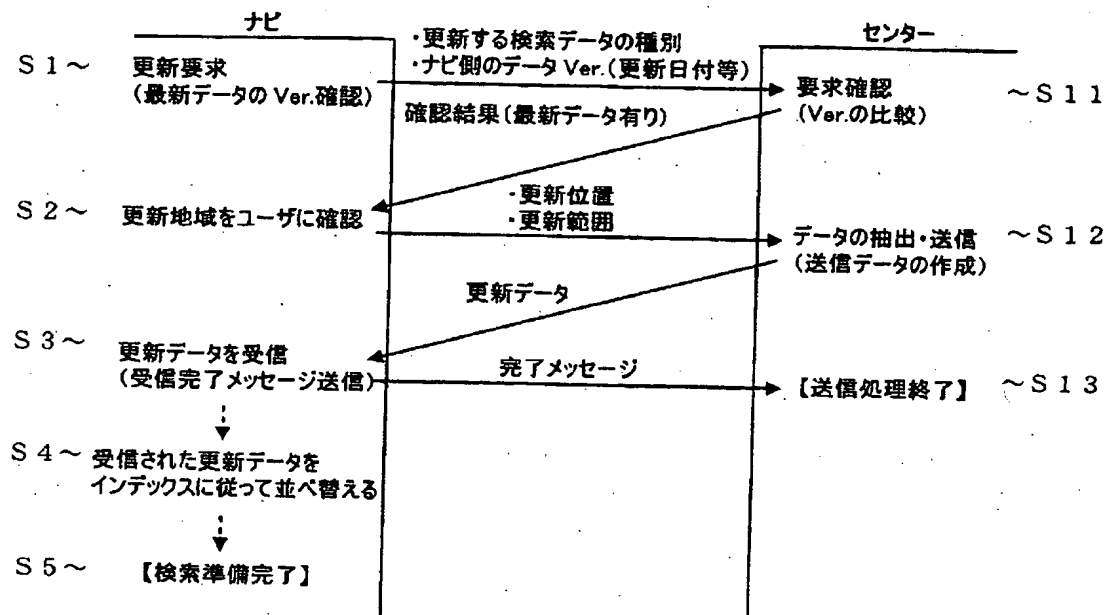 ナビ
センター
・更新する検索データの種別
・ナビ側のデータ Ver.(更新日付等)
S1~
更新要求
(最新データの Ver.確認)
要求確認
(Ver.の比較)
~S11
確認結果(最新データ有り)
S2~
更新地域をユーザに確認
・更新位置
・更新範囲
データの抽出・送信
(送信データの作成)
~S12
更新データ
S3~
更新データを受信
(受信完了メッセージ送信)
完了メッセージ
【送信処理終了】
~S13
S4~
受信された更新データを
インデックスに従って並べ替える
S5~
【検索準備完了】